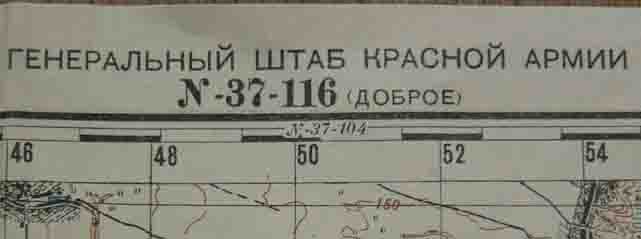 ГЕНЕРАЛЬНЫЙ ШТАБ КРАСНОЙ АРМИИ
N-37-116 (ДОБРОЕ)
N-37-104
46 48 50 52 54
150